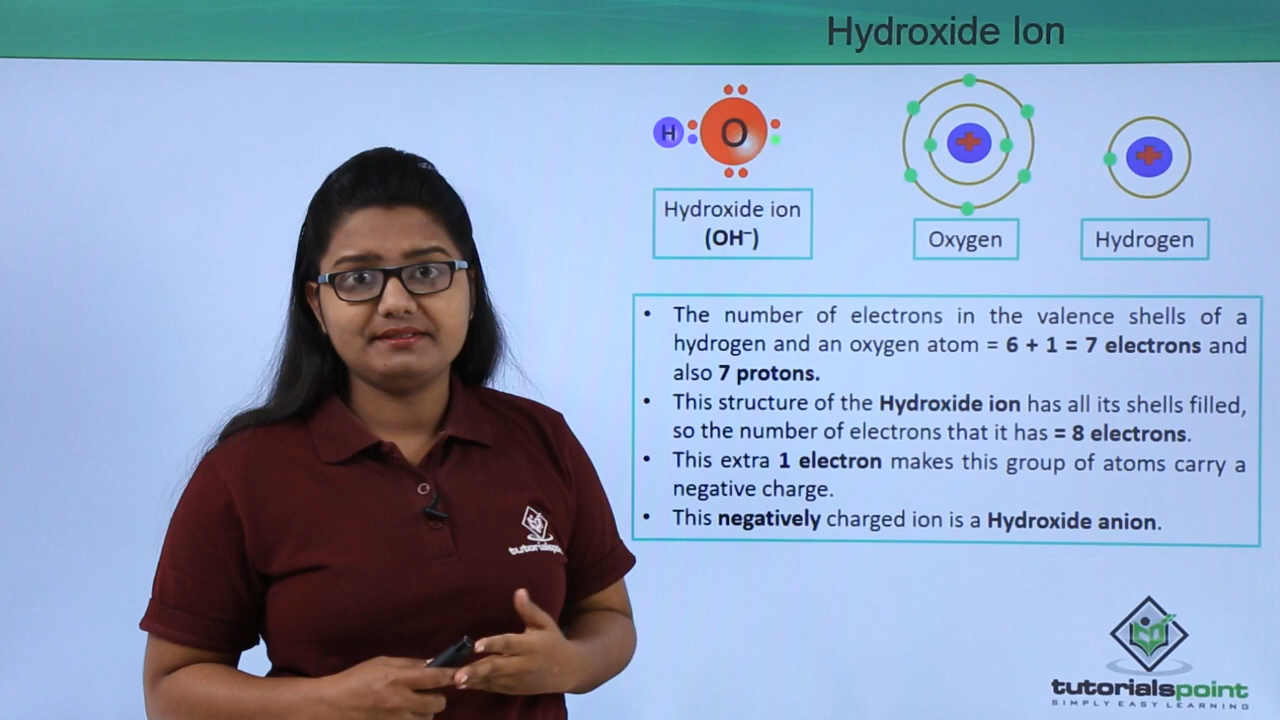 Hydroxide Ion
H O
Hydroxide ion
(OH⁻)
Oxygen
Hydrogen
• The number of electrons in the valence shells of a
hydrogen and an oxygen atom = 6 + 1 = 7 electrons and
also 7 protons.
• This structure of the Hydroxide ion has all its shells filled,
so the number of electrons that it has = 8 electrons.
• This extra 1 electron makes this group of atoms carry a
negative charge.
• This negatively charged ion is a Hydroxide anion.
tutorialspoint
SIMPLY EASY LEARNING